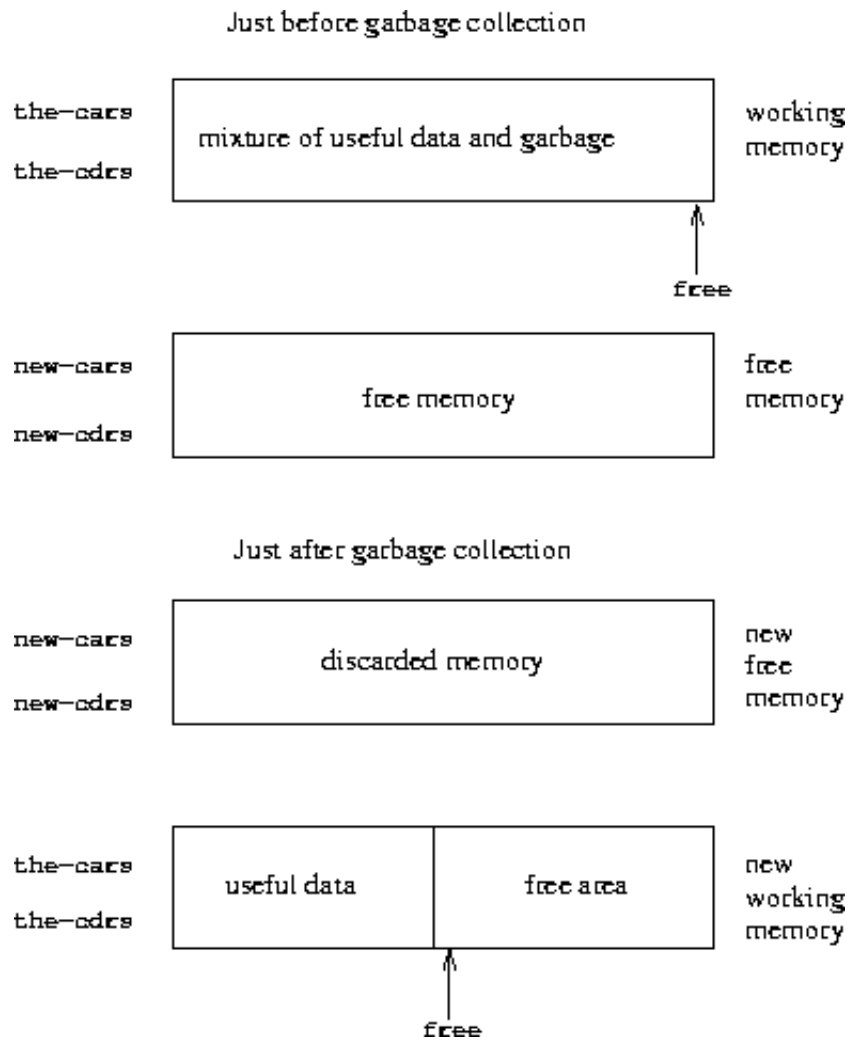 Just before garbage collection
the-cars
mixture of useful data and garbage
working
memory
the-cdrs
free
new-cars
free memory
free
memory
new-cdrs
Just after garbage collection
new-cars
discarded memory
new
free
memory
new-cdrs
the-cars
useful data
free area
new
working
memory
the-cdrs
free